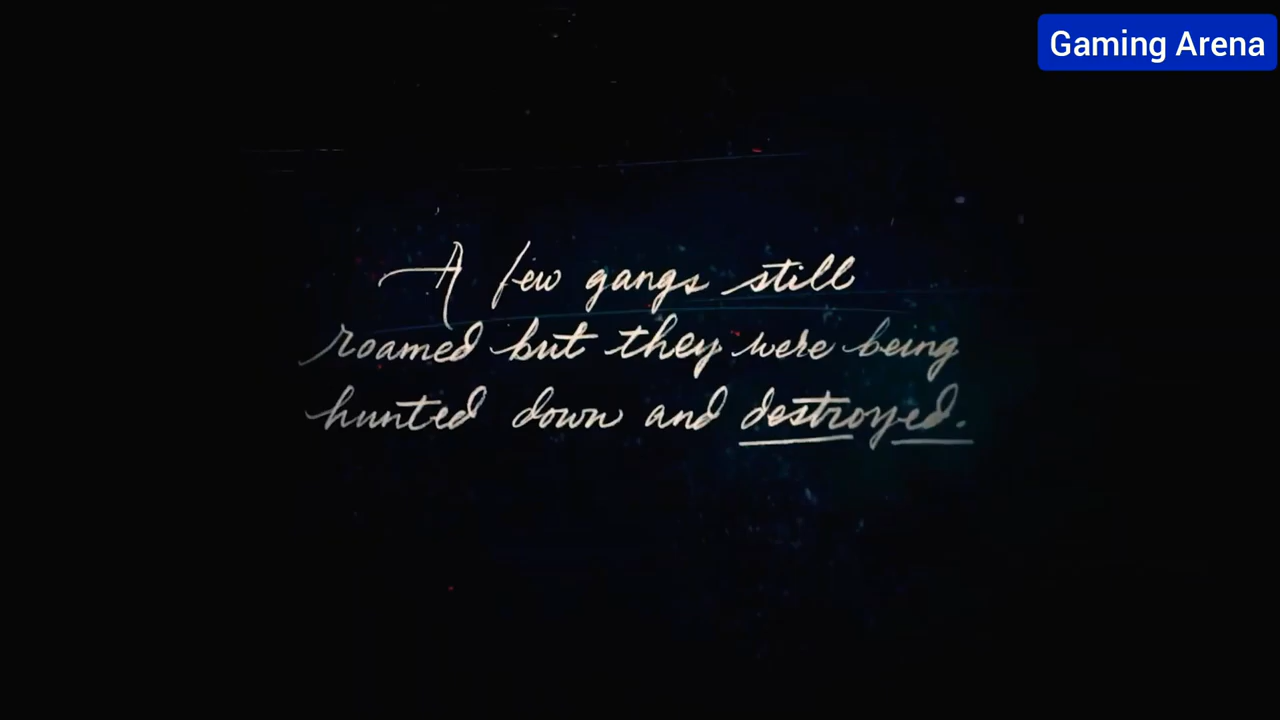 Gaming Arena
A few gangs still
roamed but they were being
hunted down and destroyed.